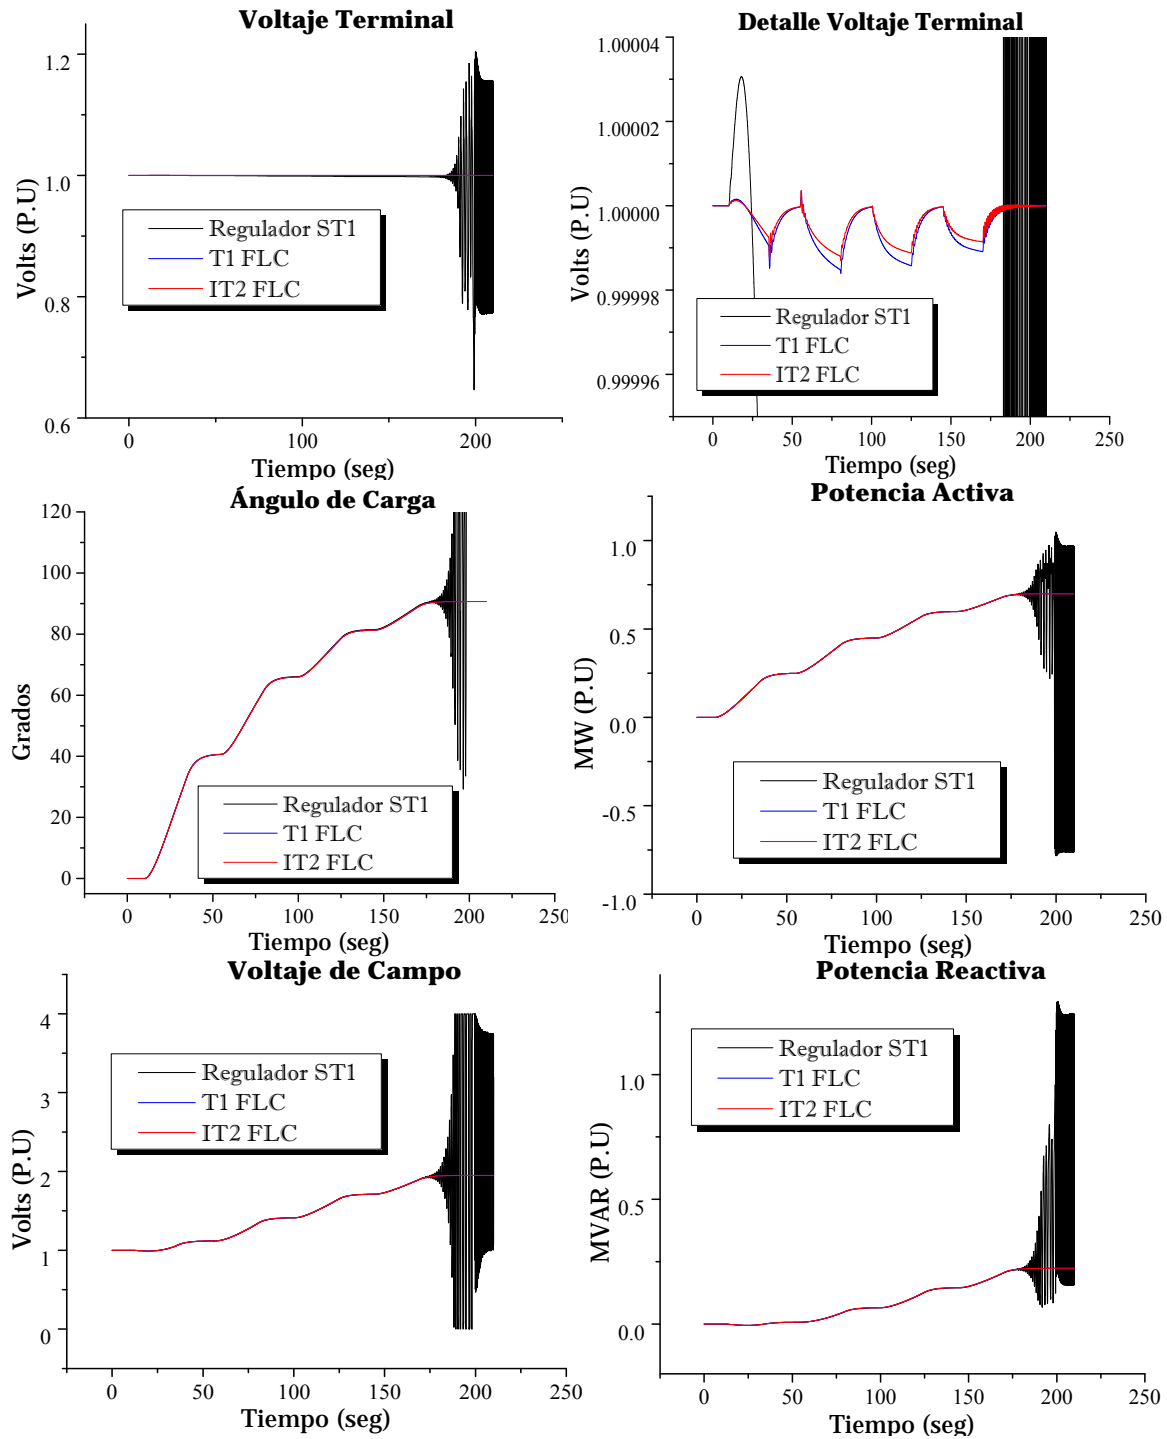 Voltaje Terminal
1.2
1.0
0.8
0.6
Volts (P.U)
Regulador ST1
T1 FLC
IT2 FLC
0
100
200
Tiempo (seg)
Detalle Voltaje Terminal
1.00004
1.00002
1.00000
0.99998
0.99996
Volts (P.U)
Regulador ST1
T1 FLC
IT2 FLC
0
50
100
150
200
250
Tiempo (seg)
Ángulo de Carga
120
100
80
60
40
20
0
Grados
Regulador ST1
T1 FLC
IT2 FLC
0
50
100
150
200
250
Tiempo (seg)
Potencia Activa
1.0
0.5
0.0
-0.5
-1.0
MW (P.U)
Regulador ST1
T1 FLC
IT2 FLC
0
50
100
150
200
250
Tiempo (seg)
Voltaje de Campo
4
3
2
1
0
Volts (P.U)
Regulador ST1
T1 FLC
IT2 FLC
0
50
100
150
200
250
Tiempo (seg)
Potencia Reactiva
1.0
0.5
0.0
MVAR (P.U)
Regulador ST1
T1 FLC
IT2 FLC
0
50
100
150
200
250
Tiempo (seg)